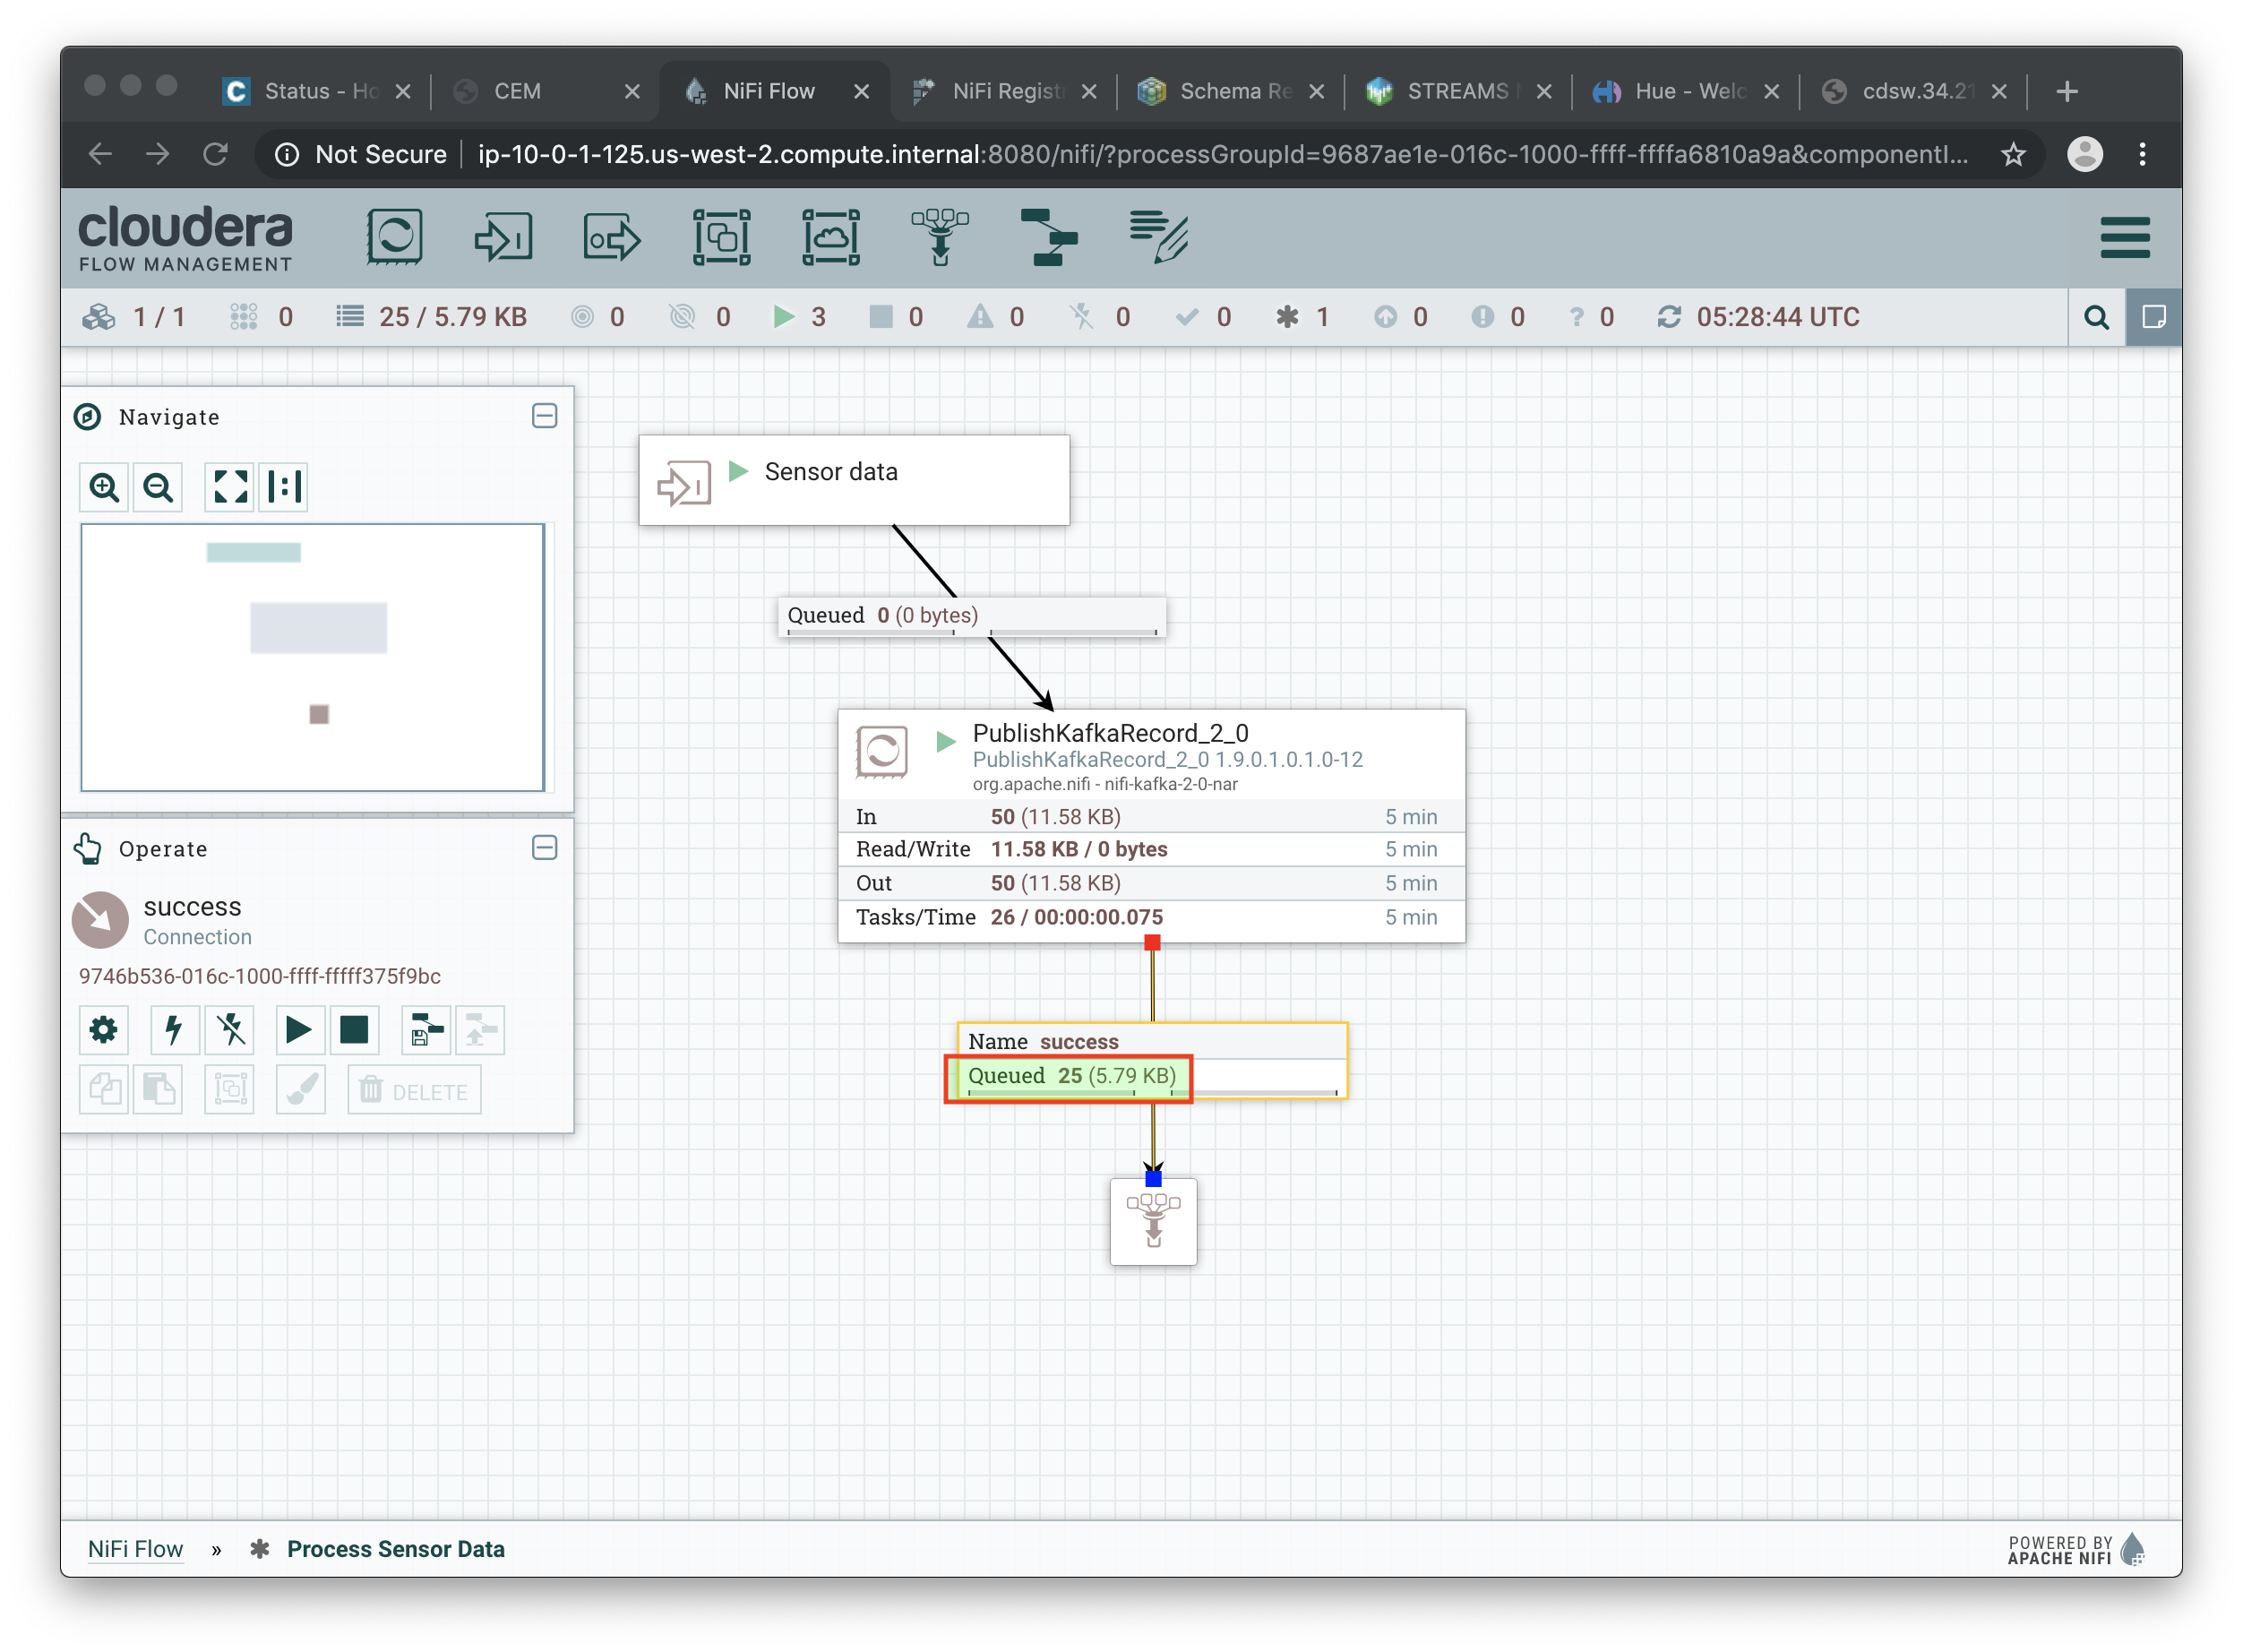 Status - Ho
CEM
NiFi Flow
NiFi Regist
Schema Re
STREAMS
Hue - Welc
cdsw.34.21
Not Secure ip-10-0-1-125.us-west-2.compute.internal:8080/nifi/?processGroupId=9687ae1e-016c-1000-ffff-ffffa6810a9a&componentI...
cloudera
FLOW MANAGEMENT
1 / 1 0 25 / 5.79 KB 0 0 3 0 0 0 0 1 0 0 0 05:28:44 UTC
Navigate
Operate
success
Connection
9746b536-016c-1000-ffff-fffff375f9bc
DELETE
Sensor data
Queued 0 (0 bytes)
PublishKafkaRecord_2_0
PublishKafkaRecord_2_0 1.9.0.1.0.1.0-12
org.apache.nifi - nifi-kafka-2-0-nar
In 50 (11.58 KB) 5 min
Read/Write 11.58 KB / 0 bytes 5 min
Out 50 (11.58 KB) 5 min
Tasks/Time 26 / 00:00:00.075 5 min
Name success
Queued 25 (5.79 KB)
NiFi Flow » Process Sensor Data
POWERED BY
APACHE NIFI